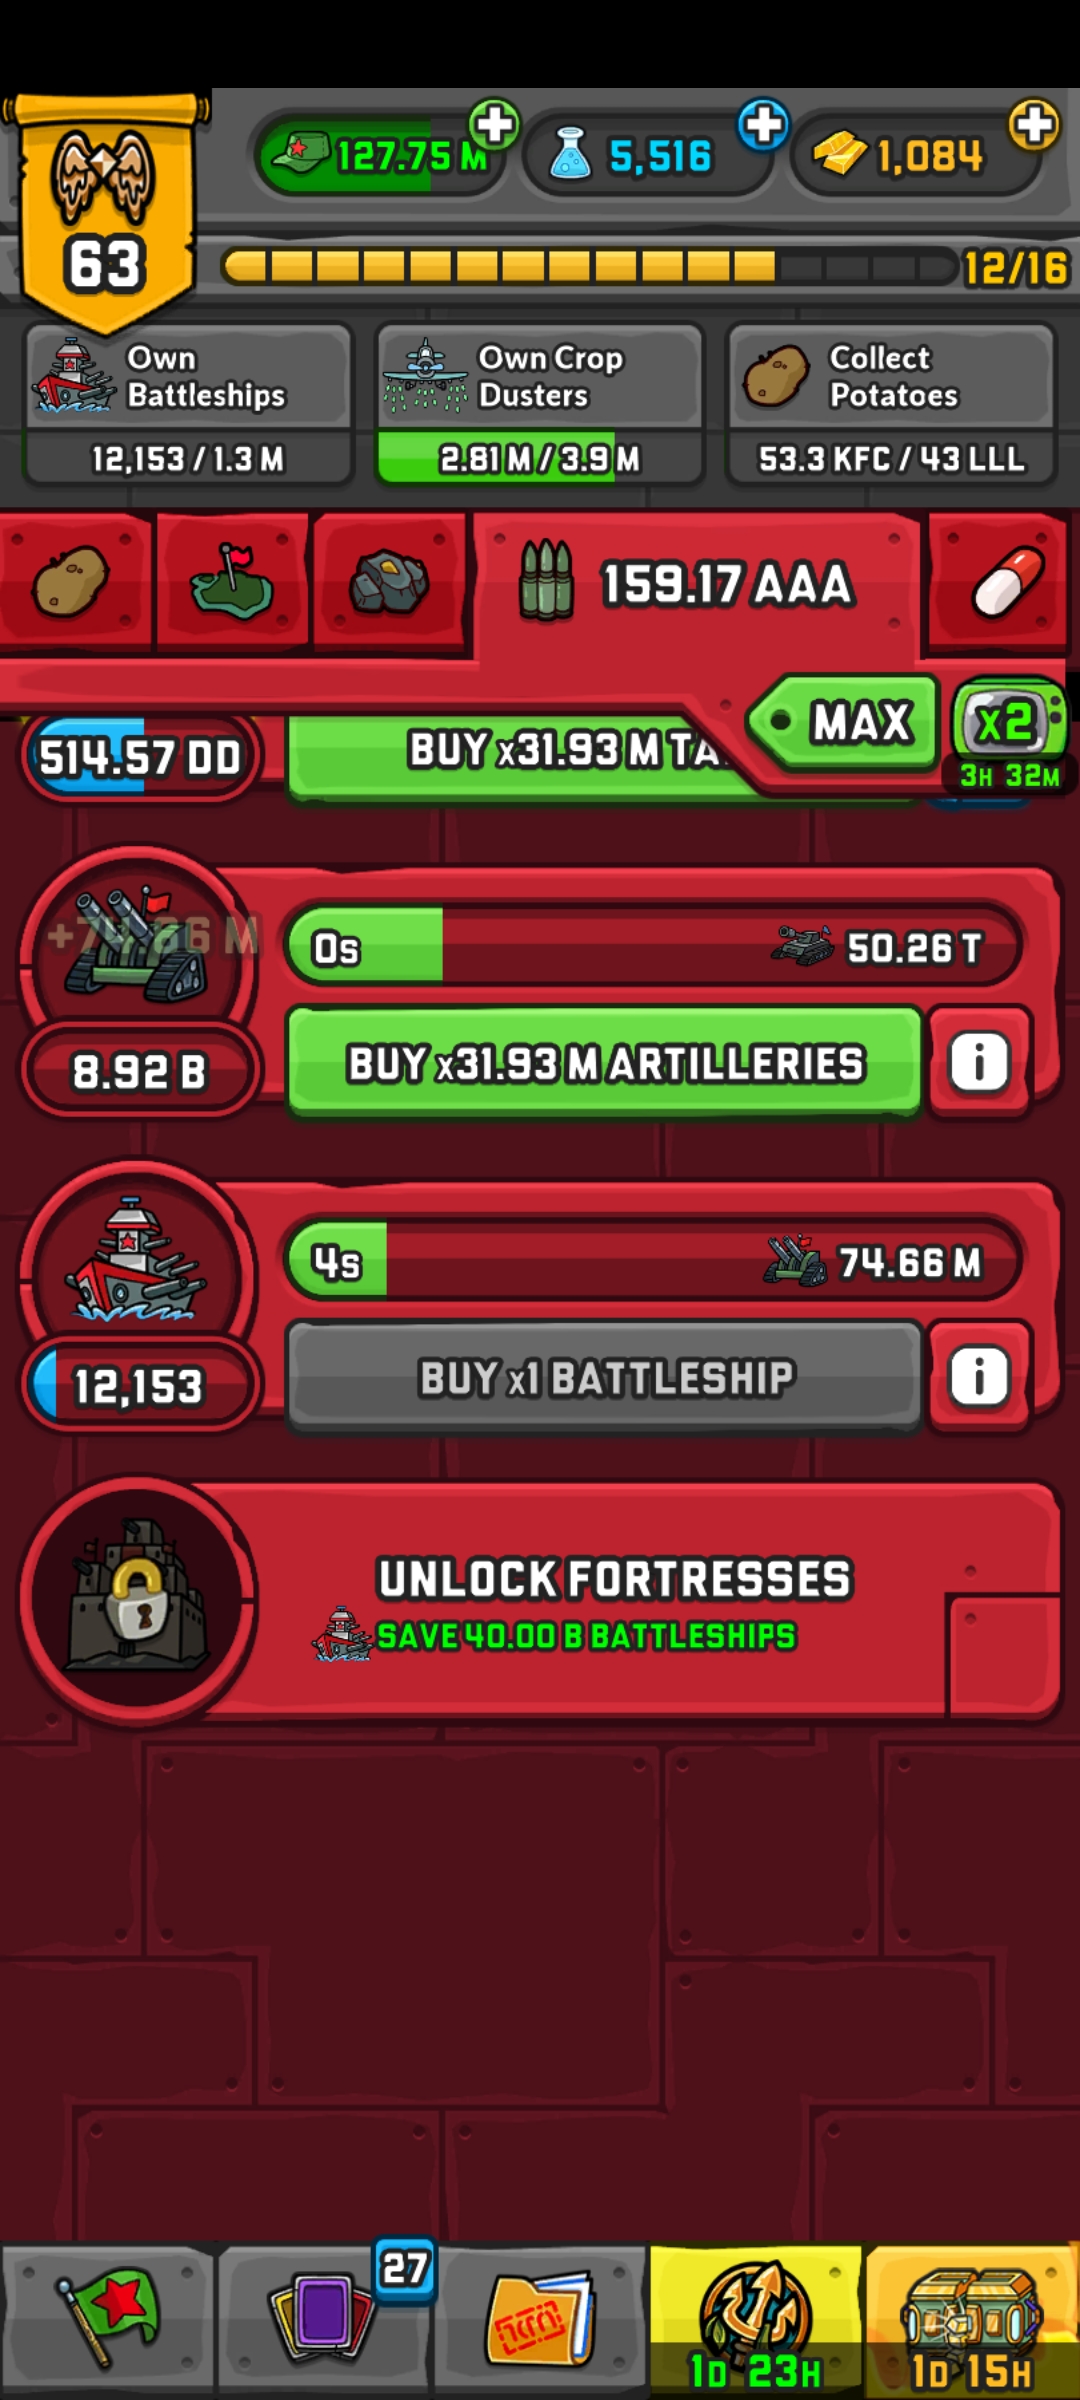 127.75 M
5,516
1,084
63
12/16
Own
Battleships
12,153 / 1.3 M
Own Crop
Dusters
2.81 M / 3.9 M
Collect
Potatoes
53.3 KFC / 43 LLL
159.17 AAA
MAX
x2
3H 32M
514.57 DD
BUY x31.93 M
0s
50.26 T
8.92 B
BUY x31.93 M ARTILLERIES
i
4s
74.66 M
12,153
BUY x1 BATTLESHIP
i
UNLOCK FORTRESSES
SAVE 40.00 B BATTLESHIPS
27
1D 23H
1D 15H